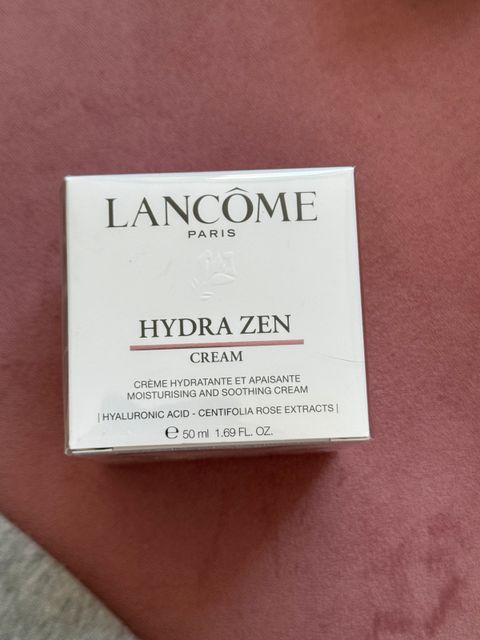 LANCÔME
PARIS
HYDRA ZEN
CREAM
CRÈME HYDRATANTE ET APAISANTE
MOISTURISING AND SOOTHING CREAM
| HYALURONIC ACID - CENTIFOLIA ROSE EXTRACTS |
℮ 50 ml 1.69 FL. OZ.